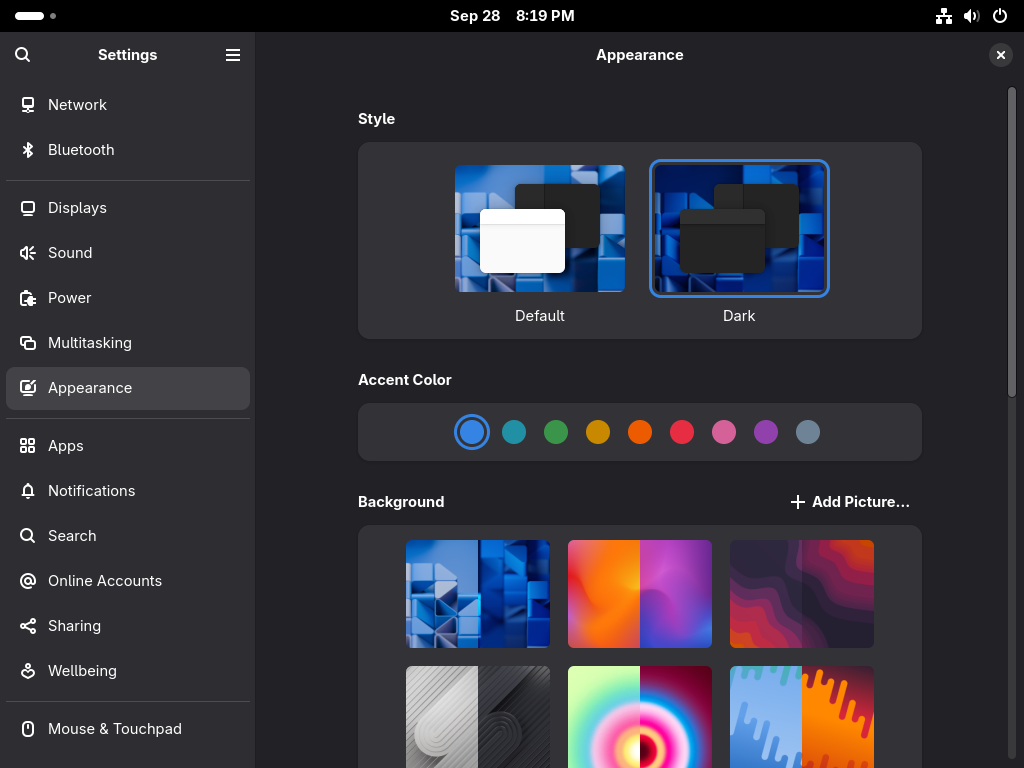 Sep 28 8:19 PM
Settings
Appearance
Network
Bluetooth
Displays
Sound
Power
Multitasking
Appearance
Apps
Notifications
Search
Online Accounts
Sharing
Wellbeing
Mouse & Touchpad
Style
Default
Dark
Accent Color
Background
Add Picture…